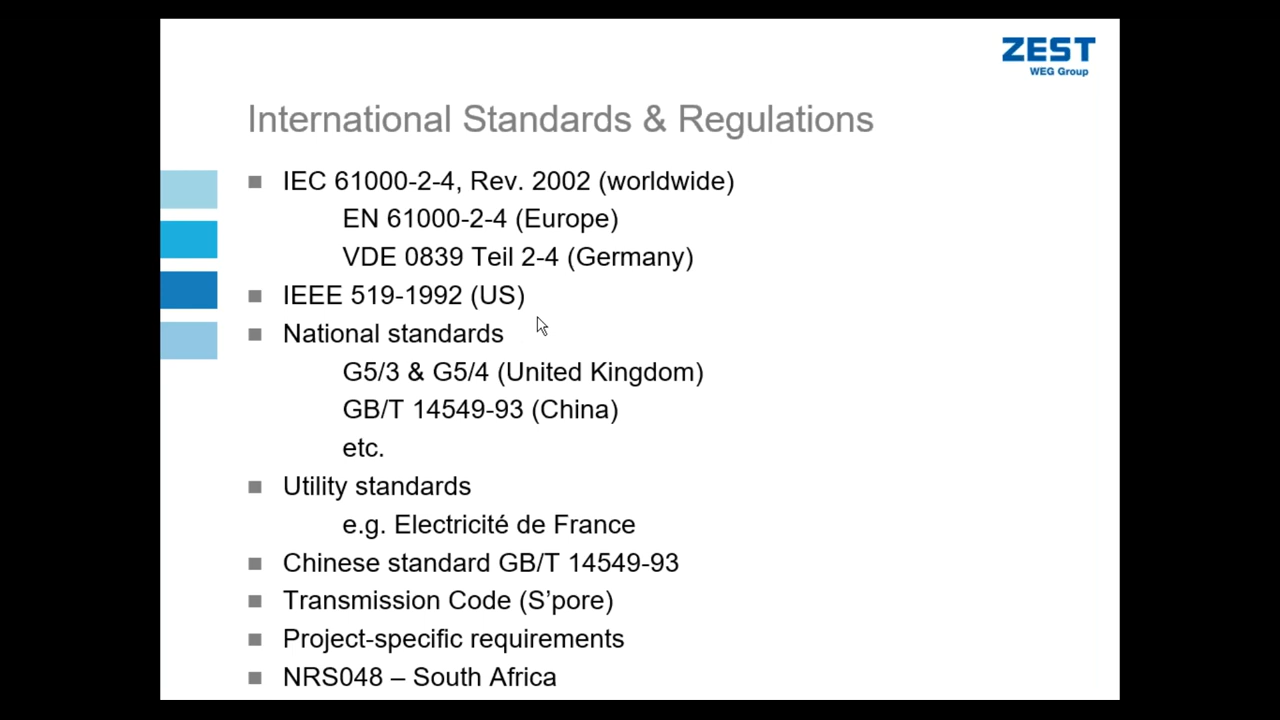 ZEST
WEG Group
International Standards & Regulations
IEC 61000-2-4, Rev. 2002 (worldwide)
EN 61000-2-4 (Europe)
VDE 0839 Teil 2-4 (Germany)
IEEE 519-1992 (US)
National standards
G5/3 & G5/4 (United Kingdom)
GB/T 14549-93 (China)
etc.
Utility standards
e.g. Electricité de France
Chinese standard GB/T 14549-93
Transmission Code (S’pore)
Project-specific requirements
NRS048 – South Africa